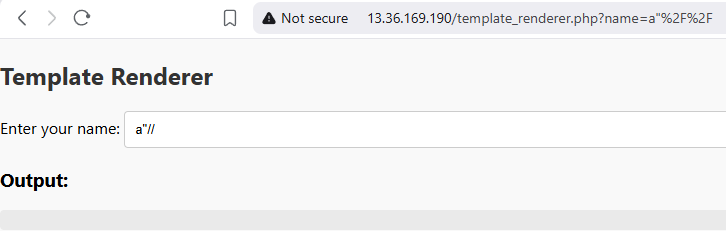 Not secure 13.36.169.190/template_renderer.php?name=a"%2F%2F
Template Renderer
Enter your name: a"//
Output: